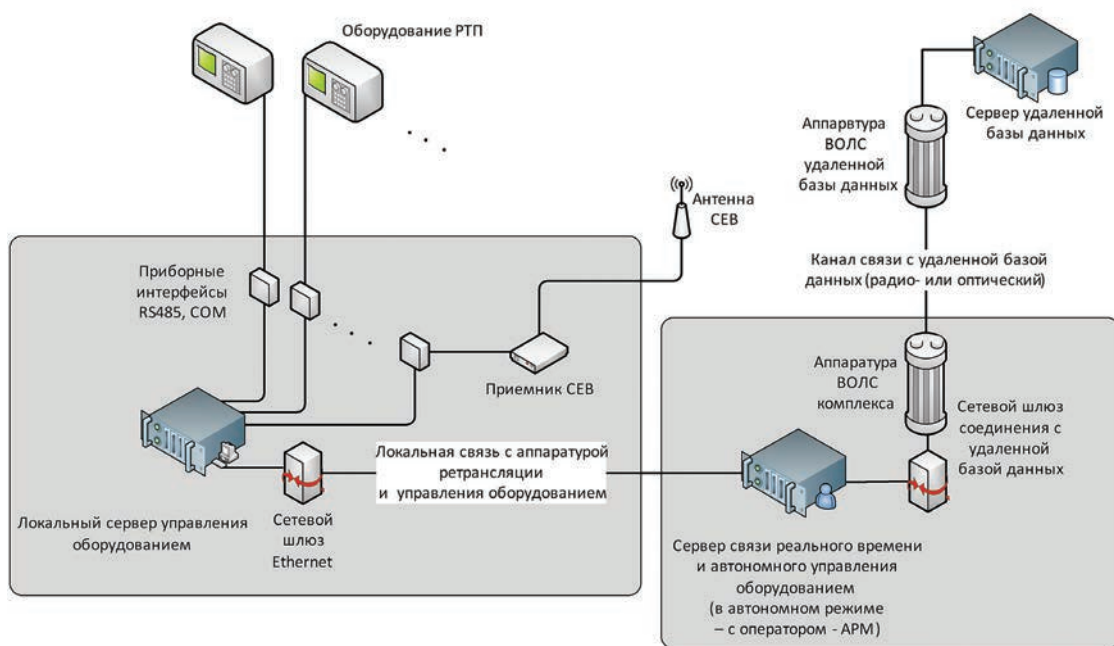 Оборудование РТП
Сервер удаленной
базы данных
Аппарвтура
ВОЛС
удаленной
базы данных
Антенна
СЕВ
Канал связи с удаленной базой
данных (радио- или оптический)
Приборные
интерфейсы
RS485, COM
Приемник СЕВ
Аппаратура
ВОЛС
комплекса
Сетевой шлюз
соединения с
удаленной
базой данных
Локальная связь с аппаратурой
ретрансляции
и управления оборудованием
Локальный сервер управления
оборудованием
Сетевой
шлюз
Ethernet
Сервер связи реального времени
и автономного управления
оборудованием
(в автономном режиме
– с оператором - АРМ)